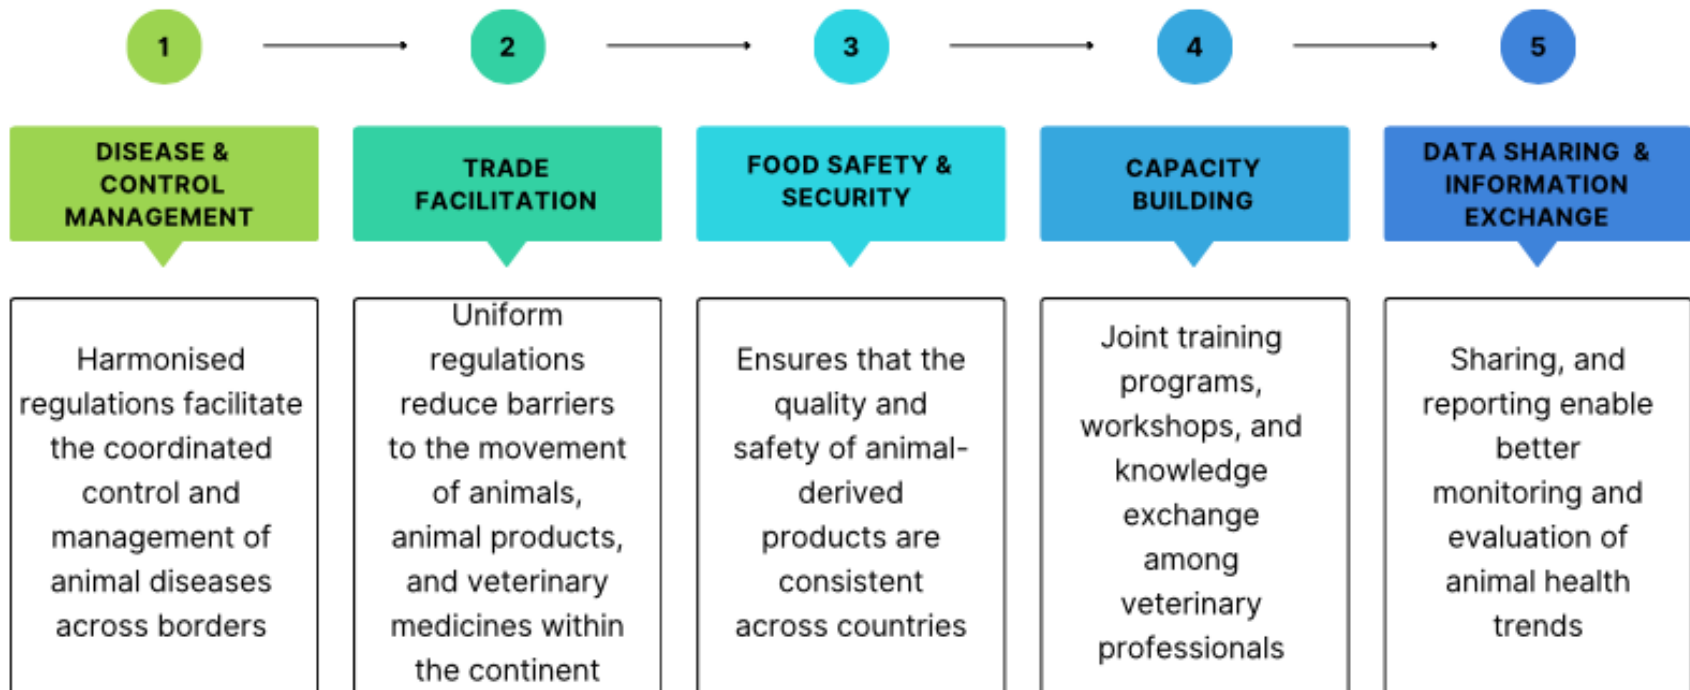 1
2
3
4
5
DISEASE &
CONTROL
MANAGEMENT
TRADE
FACILITATION
FOOD SAFETY &
SECURITY
CAPACITY
BUILDING
DATA SHARING &
INFORMATION
EXCHANGE
Harmonised
regulations facilitate
the coordinated
control and
management of
animal diseases
across borders
Uniform
regulations
reduce barriers
to the movement
of animals,
animal products,
and veterinary
medicines within
the continent
Ensures that the
quality and
safety of animal-
derived
products are
consistent
across countries
Joint training
programs,
workshops, and
knowledge
exchange
among
veterinary
professionals
Sharing, and
reporting enable
better
monitoring and
evaluation of
animal health
trends